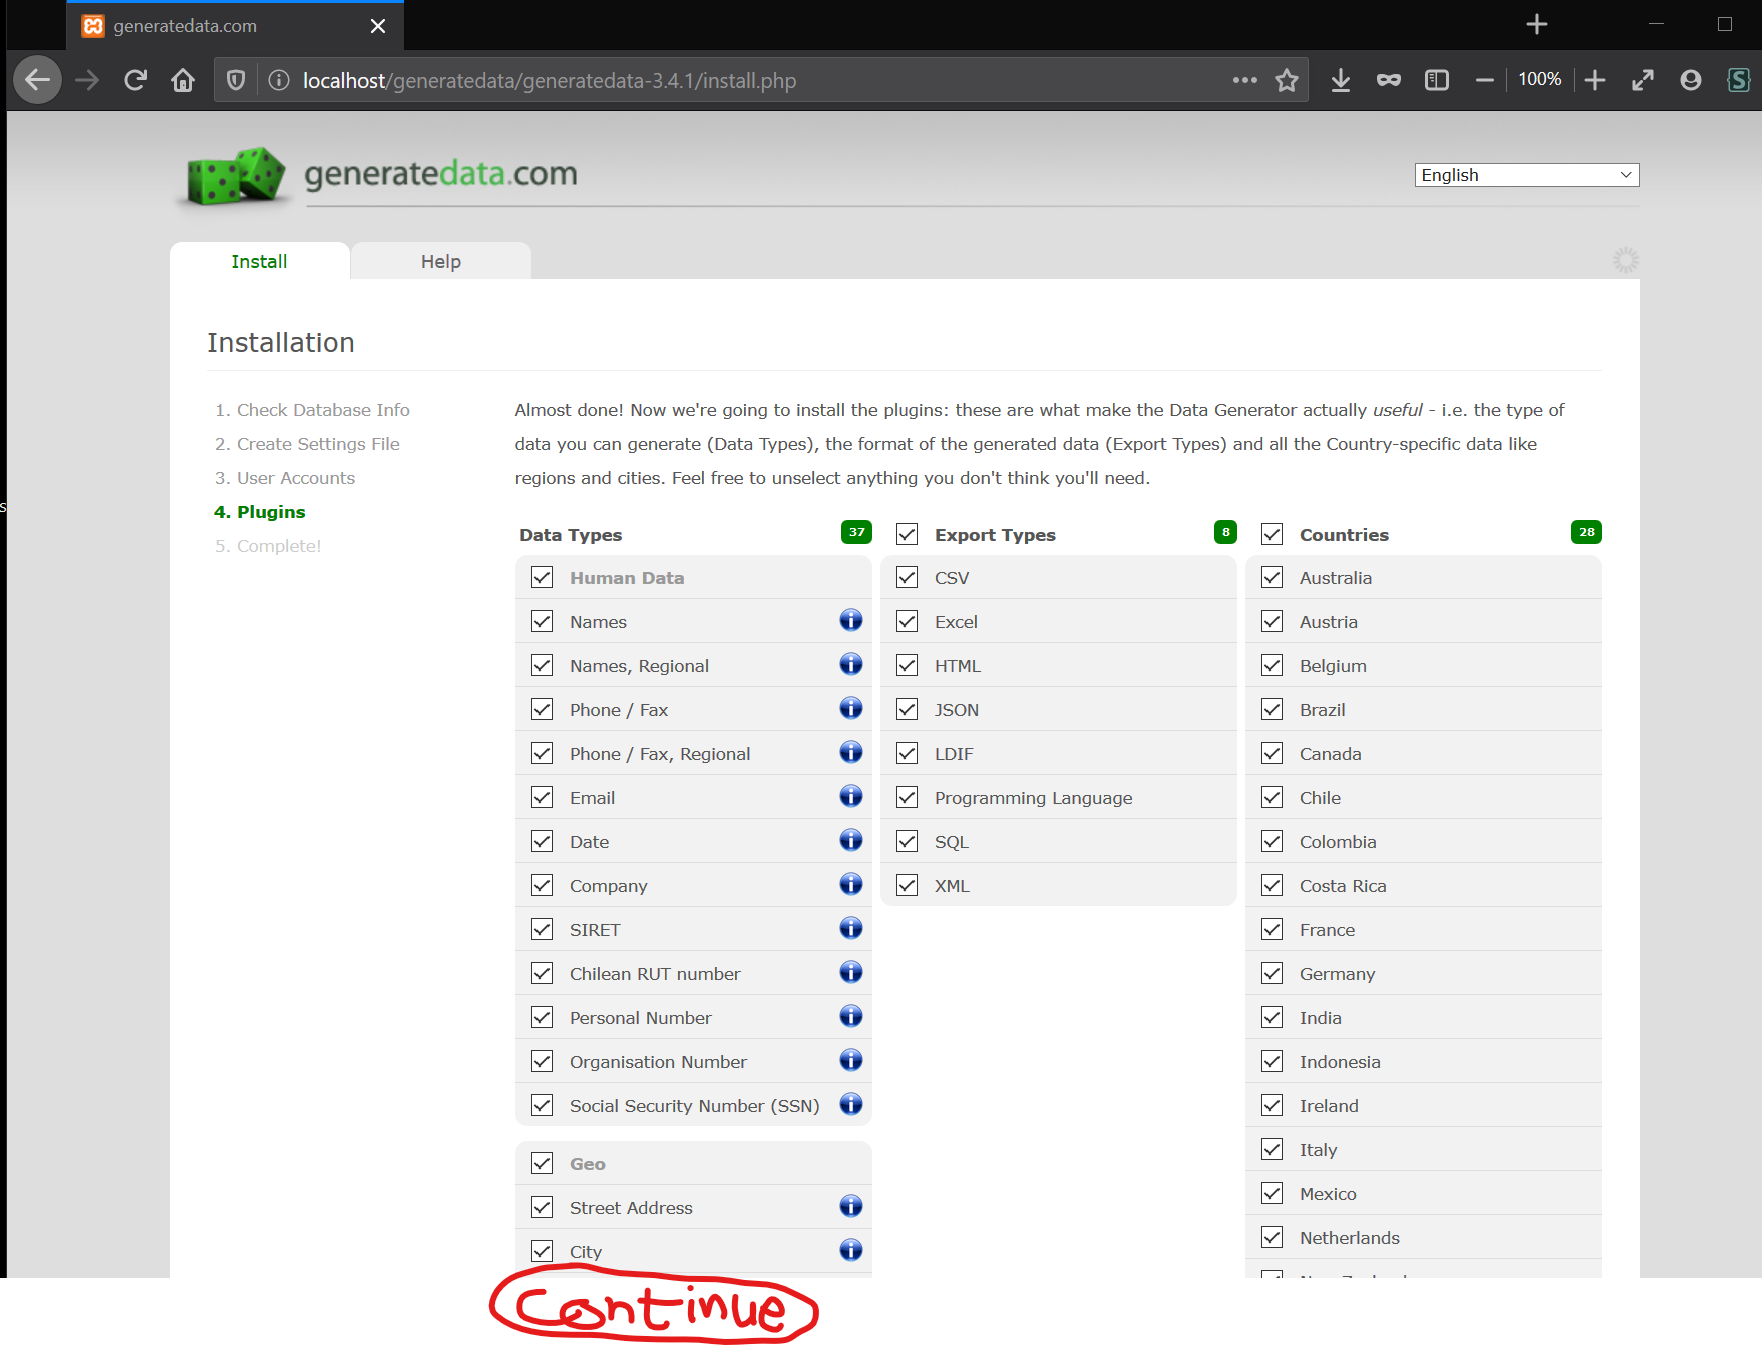 generatedata.com
localhost/generatedata/generatedata-3.4.1/install.php
100%
S
generatedata.com
English
Install
Help
Installation
1. Check Database Info
2. Create Settings File
3. User Accounts
4. Plugins
5. Complete!
s
Almost done! Now we're going to install the plugins: these are what make the Data Generator actually useful - i.e. the type of
data you can generate (Data Types), the format of the generated data (Export Types) and all the Country-specific data like
regions and cities. Feel free to unselect anything you don't think you'll need.
Data Types 37
Human Data
Names
Names, Regional
Phone / Fax
Phone / Fax, Regional
Email
Date
Company
SIRET
Chilean RUT number
Personal Number
Organisation Number
Social Security Number (SSN)
Geo
Street Address
City
Export Types 8
CSV
Excel
HTML
JSON
LDIF
Programming Language
SQL
XML
Countries 28
Australia
Austria
Belgium
Brazil
Canada
Chile
Colombia
Costa Rica
France
Germany
India
Indonesia
Ireland
Italy
Mexico
Netherlands
Continue